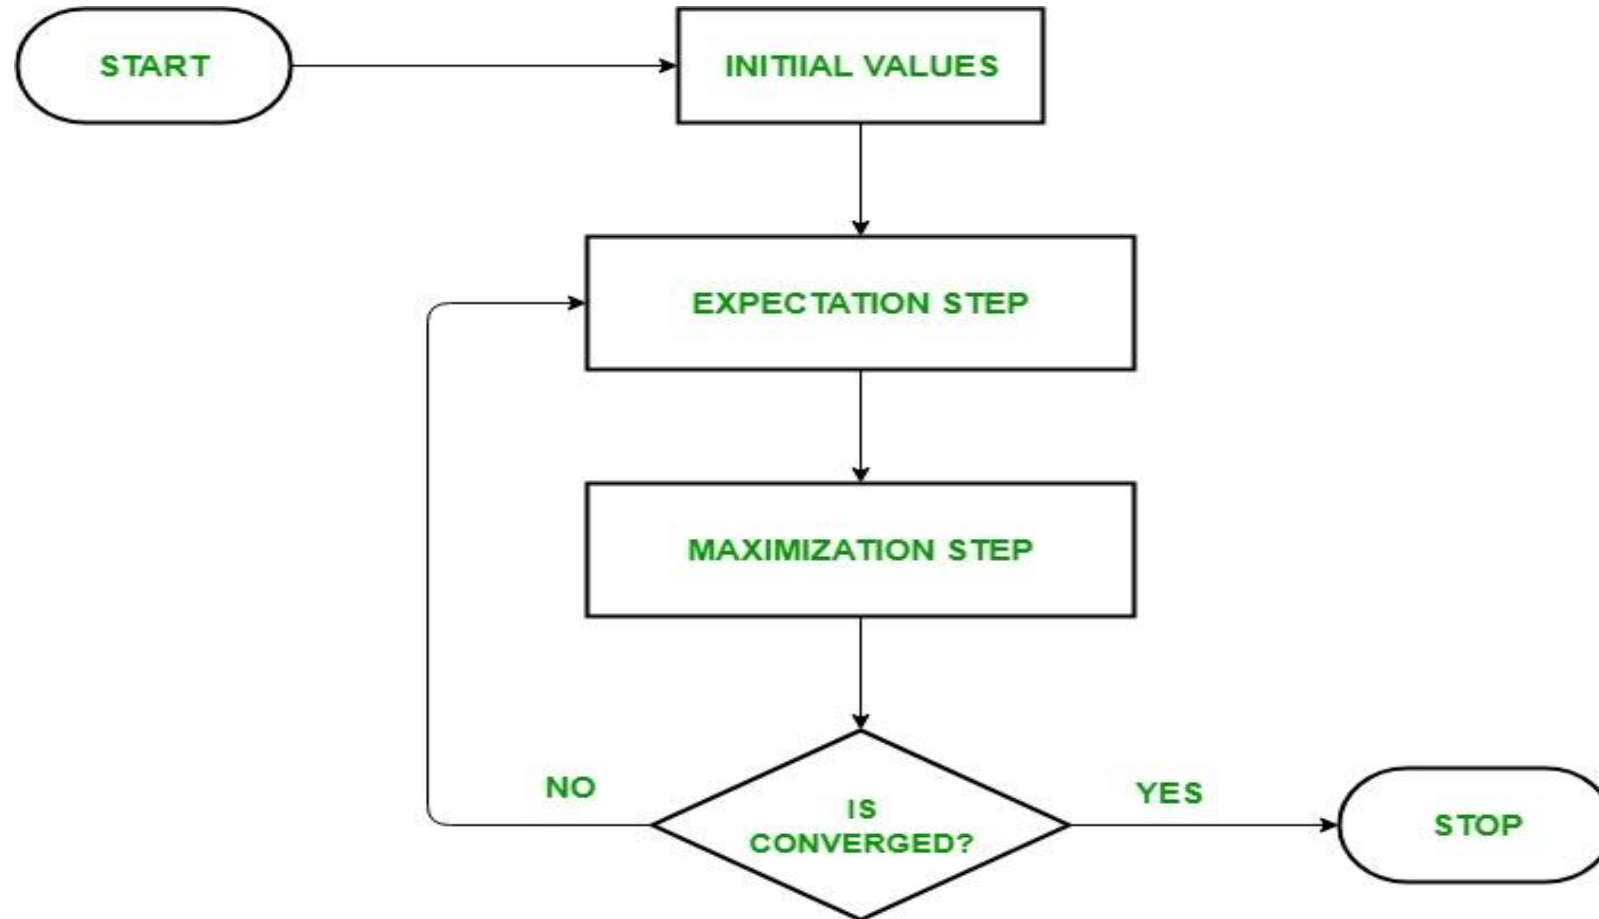 START
INITIIAL VALUES
EXPECTATION STEP
MAXIMIZATION STEP
NO
IS
CONVERGED?
YES
STOP